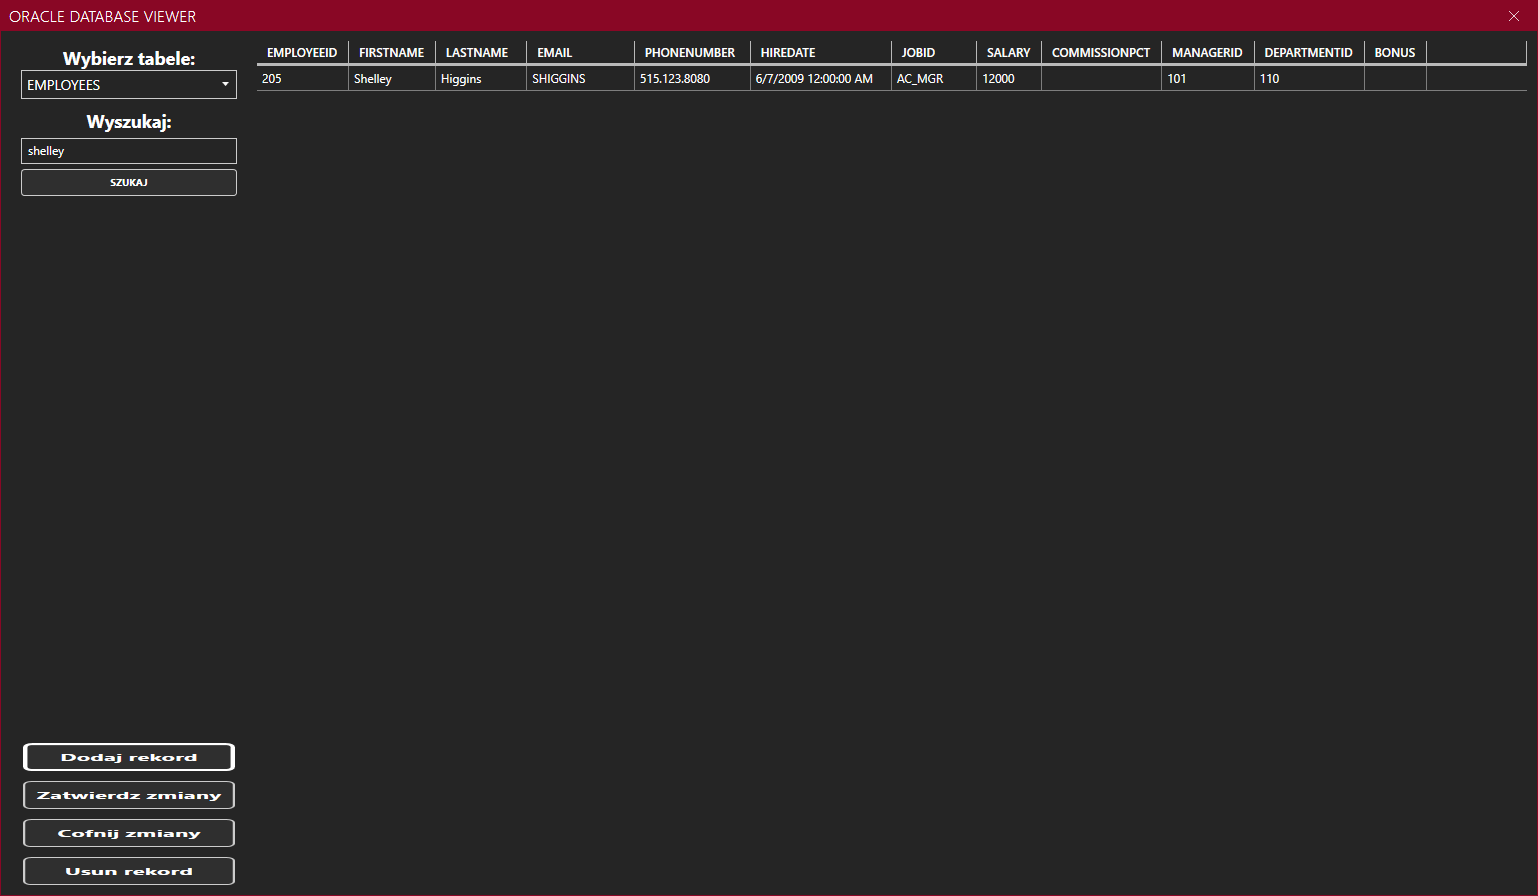 ORACLE DATABASE VIEWER
Wybierz tabele:
EMPLOYEES
Wyszukaj:
shelley
SZUKAJ
EMPLOYEEID FIRSTNAME LASTNAME EMAIL PHONENUMBER HIREDATE JOBID SALARY COMMISSIONPCT MANAGERID DEPARTMENTID BONUS
205 Shelley Higgins SHIGGINS 515.123.8080 6/7/2009 12:00:00 AM AC_MGR 12000 101 110
Dodaj rekord
Zatwierdz zmiany
Cofnij zmiany
Usun rekord